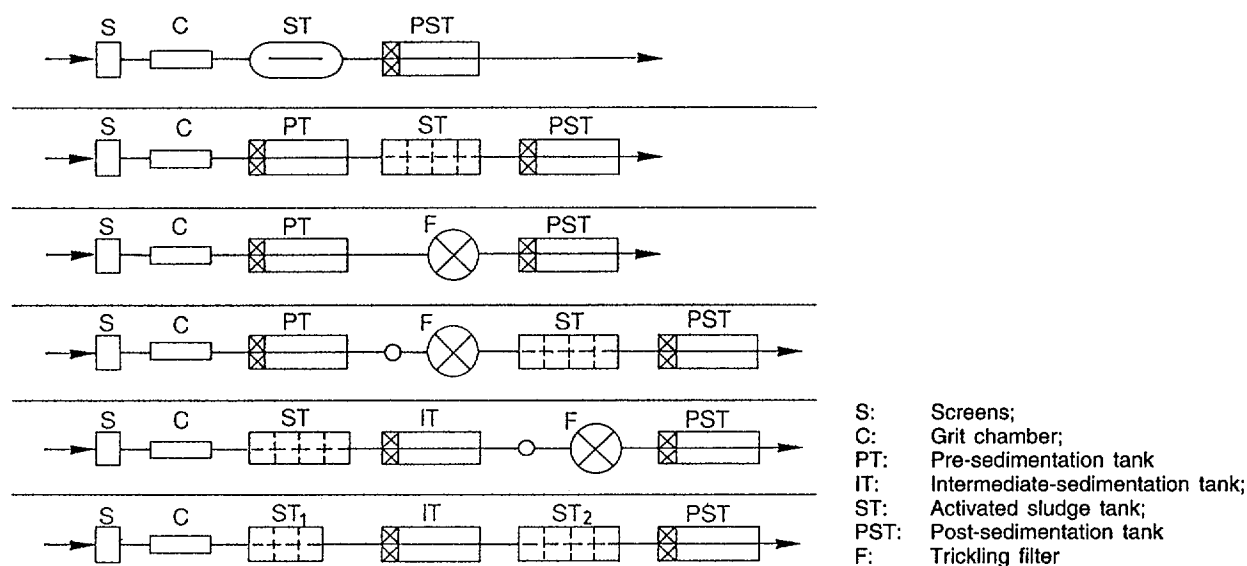 S C ST PST
S C PT ST PST
S C PT F PST
S C PT F ST PST
S C ST IT F PST
S C ST1 IT ST2 PST
S: Screens;
C: Grit chamber;
PT: Pre-sedimentation tank
IT: Intermediate-sedimentation tank;
ST: Activated sludge tank;
PST: Post-sedimentation tank
F: Trickling filter